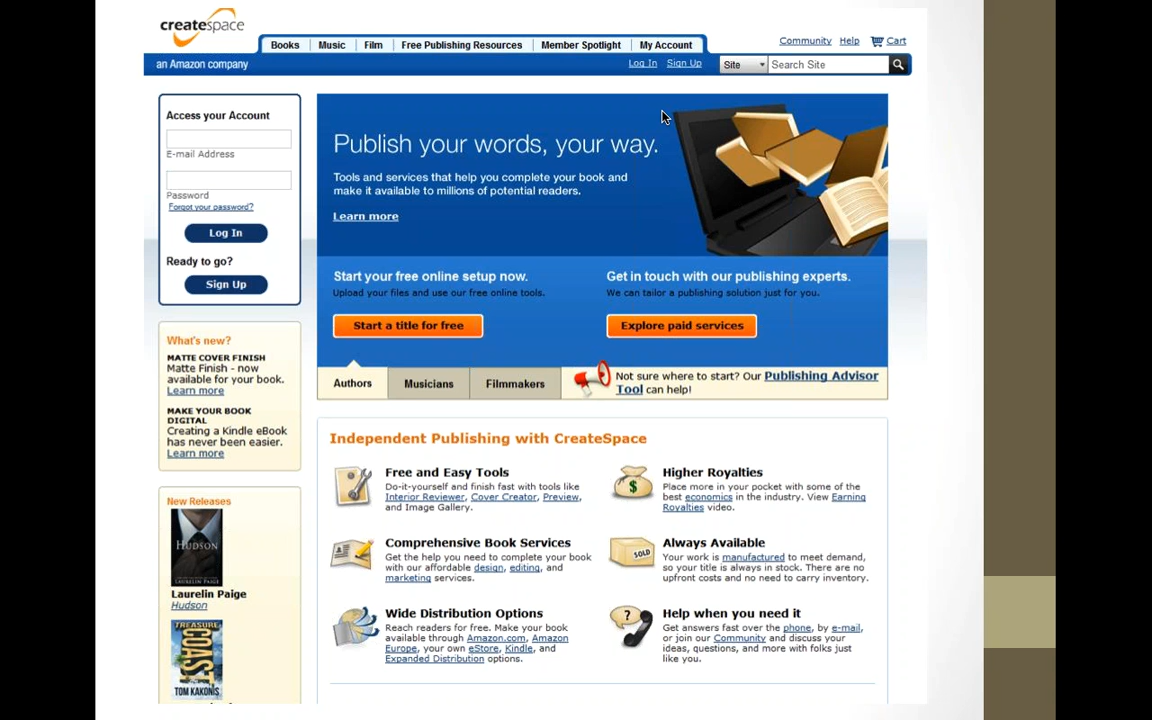 createspace
Books
Music
Film
Free Publishing Resources
Member Spotlight
My Account
Community
Help
Cart
an Amazon company
Log In
Sign Up
Site
Search Site
Access your Account
E-mail Address
Password
Forgot your password?
Log In
Ready to go?
Sign Up
Publish your words, your way.
Tools and services that help you complete your book and
make it available to millions of potential readers.
Learn more
Start your free online setup now.
Upload your files and use our free online tools.
Start a title for free
Get in touch with our publishing experts.
We can tailor a publishing solution just for you.
Explore paid services
Authors
Musicians
Filmmakers
Not sure where to start? Our Publishing Advisor
Tool can help!
What's new?
MATTE COVER FINISH
Matte Finish - now
available for your book.
Learn more
MAKE YOUR BOOK
DIGITAL
Creating a Kindle eBook
has never been easier.
Learn more
New Releases
HUDSON
LAURELIN PAIGE
Laurelin Paige
Hudson
TREASURE
COAST
TOM KAKONIS
Independent Publishing with CreateSpace
Free and Easy Tools
Do-it-yourself and finish fast with tools like
Interior Reviewer, Cover Creator, Preview,
and Image Gallery.
$
Higher Royalties
Place more in your pocket with some of the
best economics in the industry. View Earning
Royalties video.
Comprehensive Book Services
Get the help you need to complete your book
with our affordable design, editing, and
marketing services.
SOLD
Always Available
Your work is manufactured to meet demand,
so your title is always in stock. There are no
upfront costs and no need to carry inventory.
Wide Distribution Options
Reach readers for free. Make your book
available through Amazon.com, Amazon
Europe, your own eStore, Kindle, and
Expanded Distribution options.
?
Help when you need it
Get answers fast over the phone, by e-mail,
or join our Community and discuss your
ideas, questions, and more with folks just
like you.